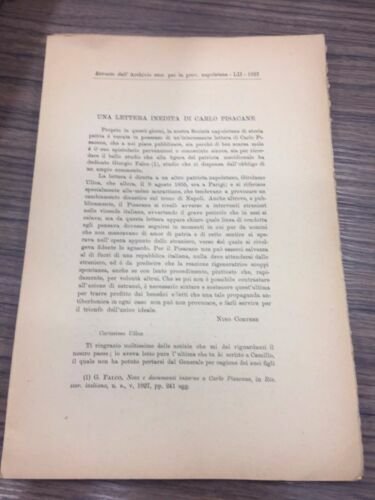 Estratto dall'Archivio stor. per le prov. napoletane - LII - 1927
UNA LETTERA INEDITA DI CARLO PISACANE
Proprio in questi giorni, la nostra Società napoletana di storia
patria è venuta in possesso di un'interessante lettera di Carlo Pi-
sacane, che a noi piace pubblicare, sia perché di ben scarsa mole
è il suo epistolario pervenutoci o conosciuto sinora, sia per ricor-
dare il bello studio che alla figura del patriota meridionale ha
dedicato Giorgio Falco (1), studio che ci dispensa dall'obbligo di
un ampio commento.
La lettera è diretta a un altro patriota napoletano, Girolamo
Ulloa, che allora, il 9 agosto 1855, era a Parigi; e si riferisce
specialmente alle mene murattiane, che tendevano a provocare un
cambiamento dinastico sul trono di Napoli. Anche altrove, e pub-
blicamente, il Pisacane si rivelò avverso a interventi stranieri
nelle vicende italiane, avvertendo il grave pericolo che in essi si
celava, ma da questa lettera appare chiaro quale linea di condotta
egli pensava dovesse seguirsi in momenti in cui pur da uomini
che non mancavano di amor di patria e di retto sentire si spe-
rava nell'opera appunto dello straniero, verso del quale si rivol-
geva dubbioso lo sguardo. Per il Pisacane non può esservi salvezza
al di fuori di una repubblica italiana, nulla deve attendersi dallo
straniero, ed è da preferire che la reazione rigeneratrice scoppi
spontanea, anche se con lento procedimento, piuttosto che, rapi-
damente, per volontà altrui. Che se poi non è possibile contrastare
all'azione di estranei, è necessario aiutare e sostenere quest'ultima
per trarre profitto dei benefici effetti che una tale propaganda an-
tiborbonica in ogni caso non può non provocare, e farli servire per
il trionfo dell'unico ideale.
NINO CORTESE
Carissimo Ulloa
Ti ringrazio moltissimo delle notizie che mi dai riguardanti il
nostro paese; io aveva letto pure l'ultima che tu hai scritto a Camillo,
il quale non ha potuto portarsi dal Generale per cagione dei suoi figli
(1) G. FALCO, Note e documenti intorno a Carlo Pisacane, in Riv.
stor. italiana, n. s., v, 1927, pp. 241 sgg.